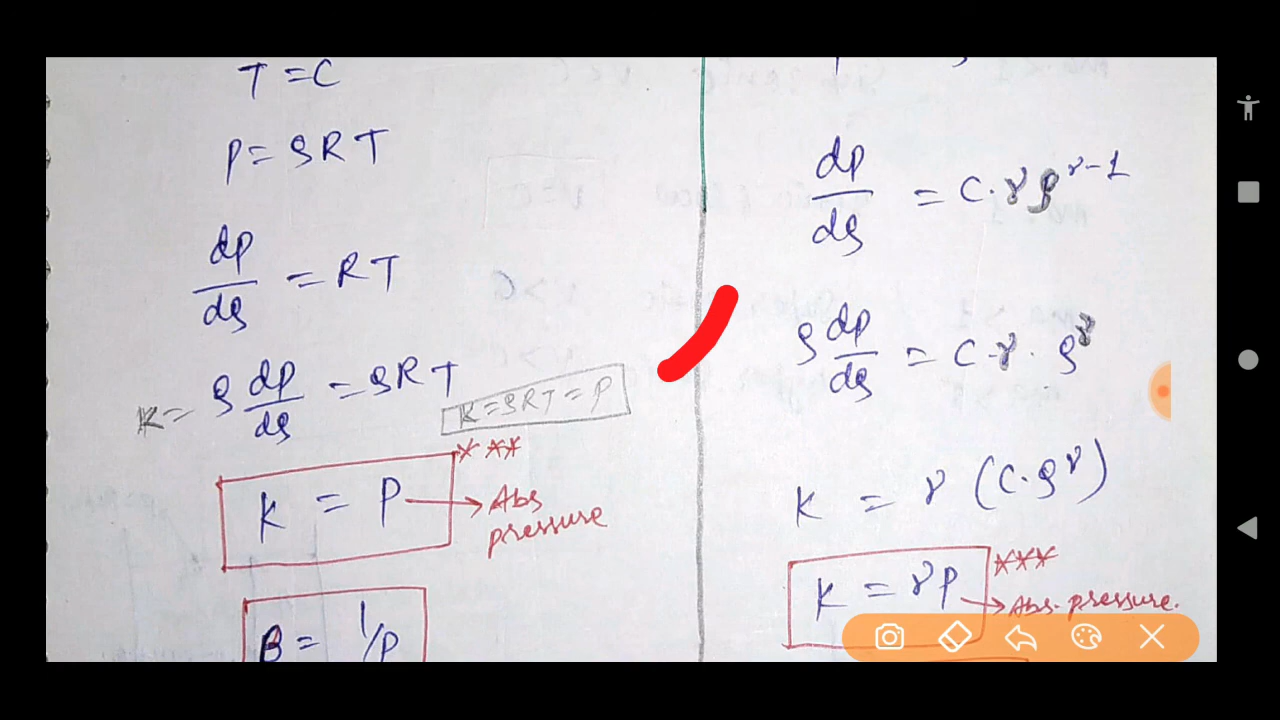 T = C
P = ρRT
dP/dρ = RT
K = ρ dP/dρ = ρRT
K = ρRT = P
***
K = P → Abs pressure
B = 1/P
dP/dρ = C·γρ^γ-1
ρ dP/dρ = C·γ·ρ^γ
K = γ (C·ρ^γ)
K = γP → Abs. pressure.
***